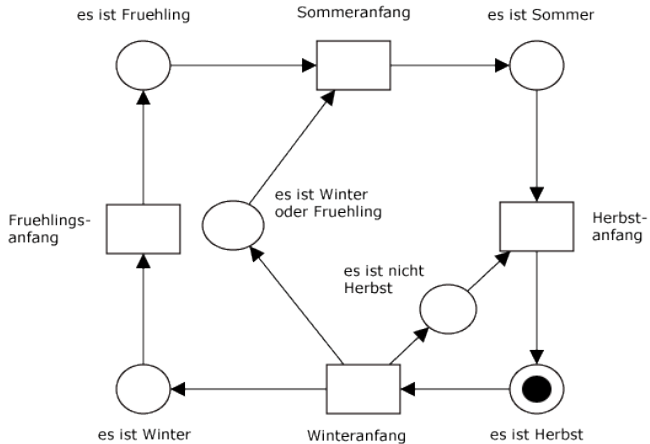 es ist Fruehling
Sommeranfang
es ist Sommer
es ist Winter
oder Fruehling
Fruehlings-
anfang
Herbst-
anfang
es ist nicht
Herbst
es ist Winter
Winteranfang
es ist Herbst